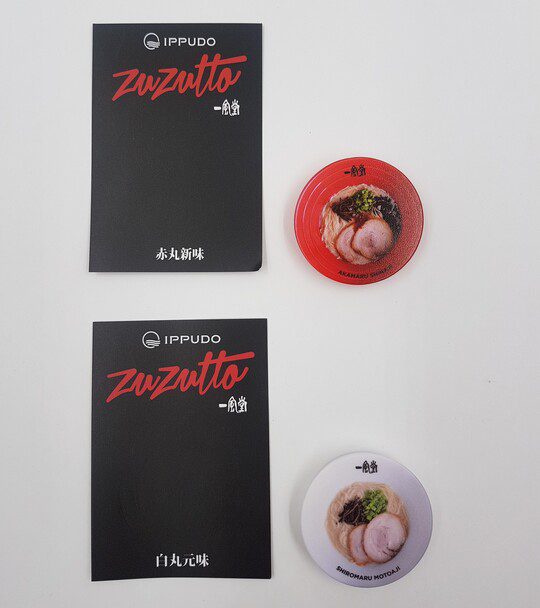 IPPUDO
zuzutto
一風堂
赤丸新味
一風堂
AKAMARU SHINAJI
IPPUDO
zuzutto
一風堂
白丸元味
一風堂
SHIROMARU MOTOAJI